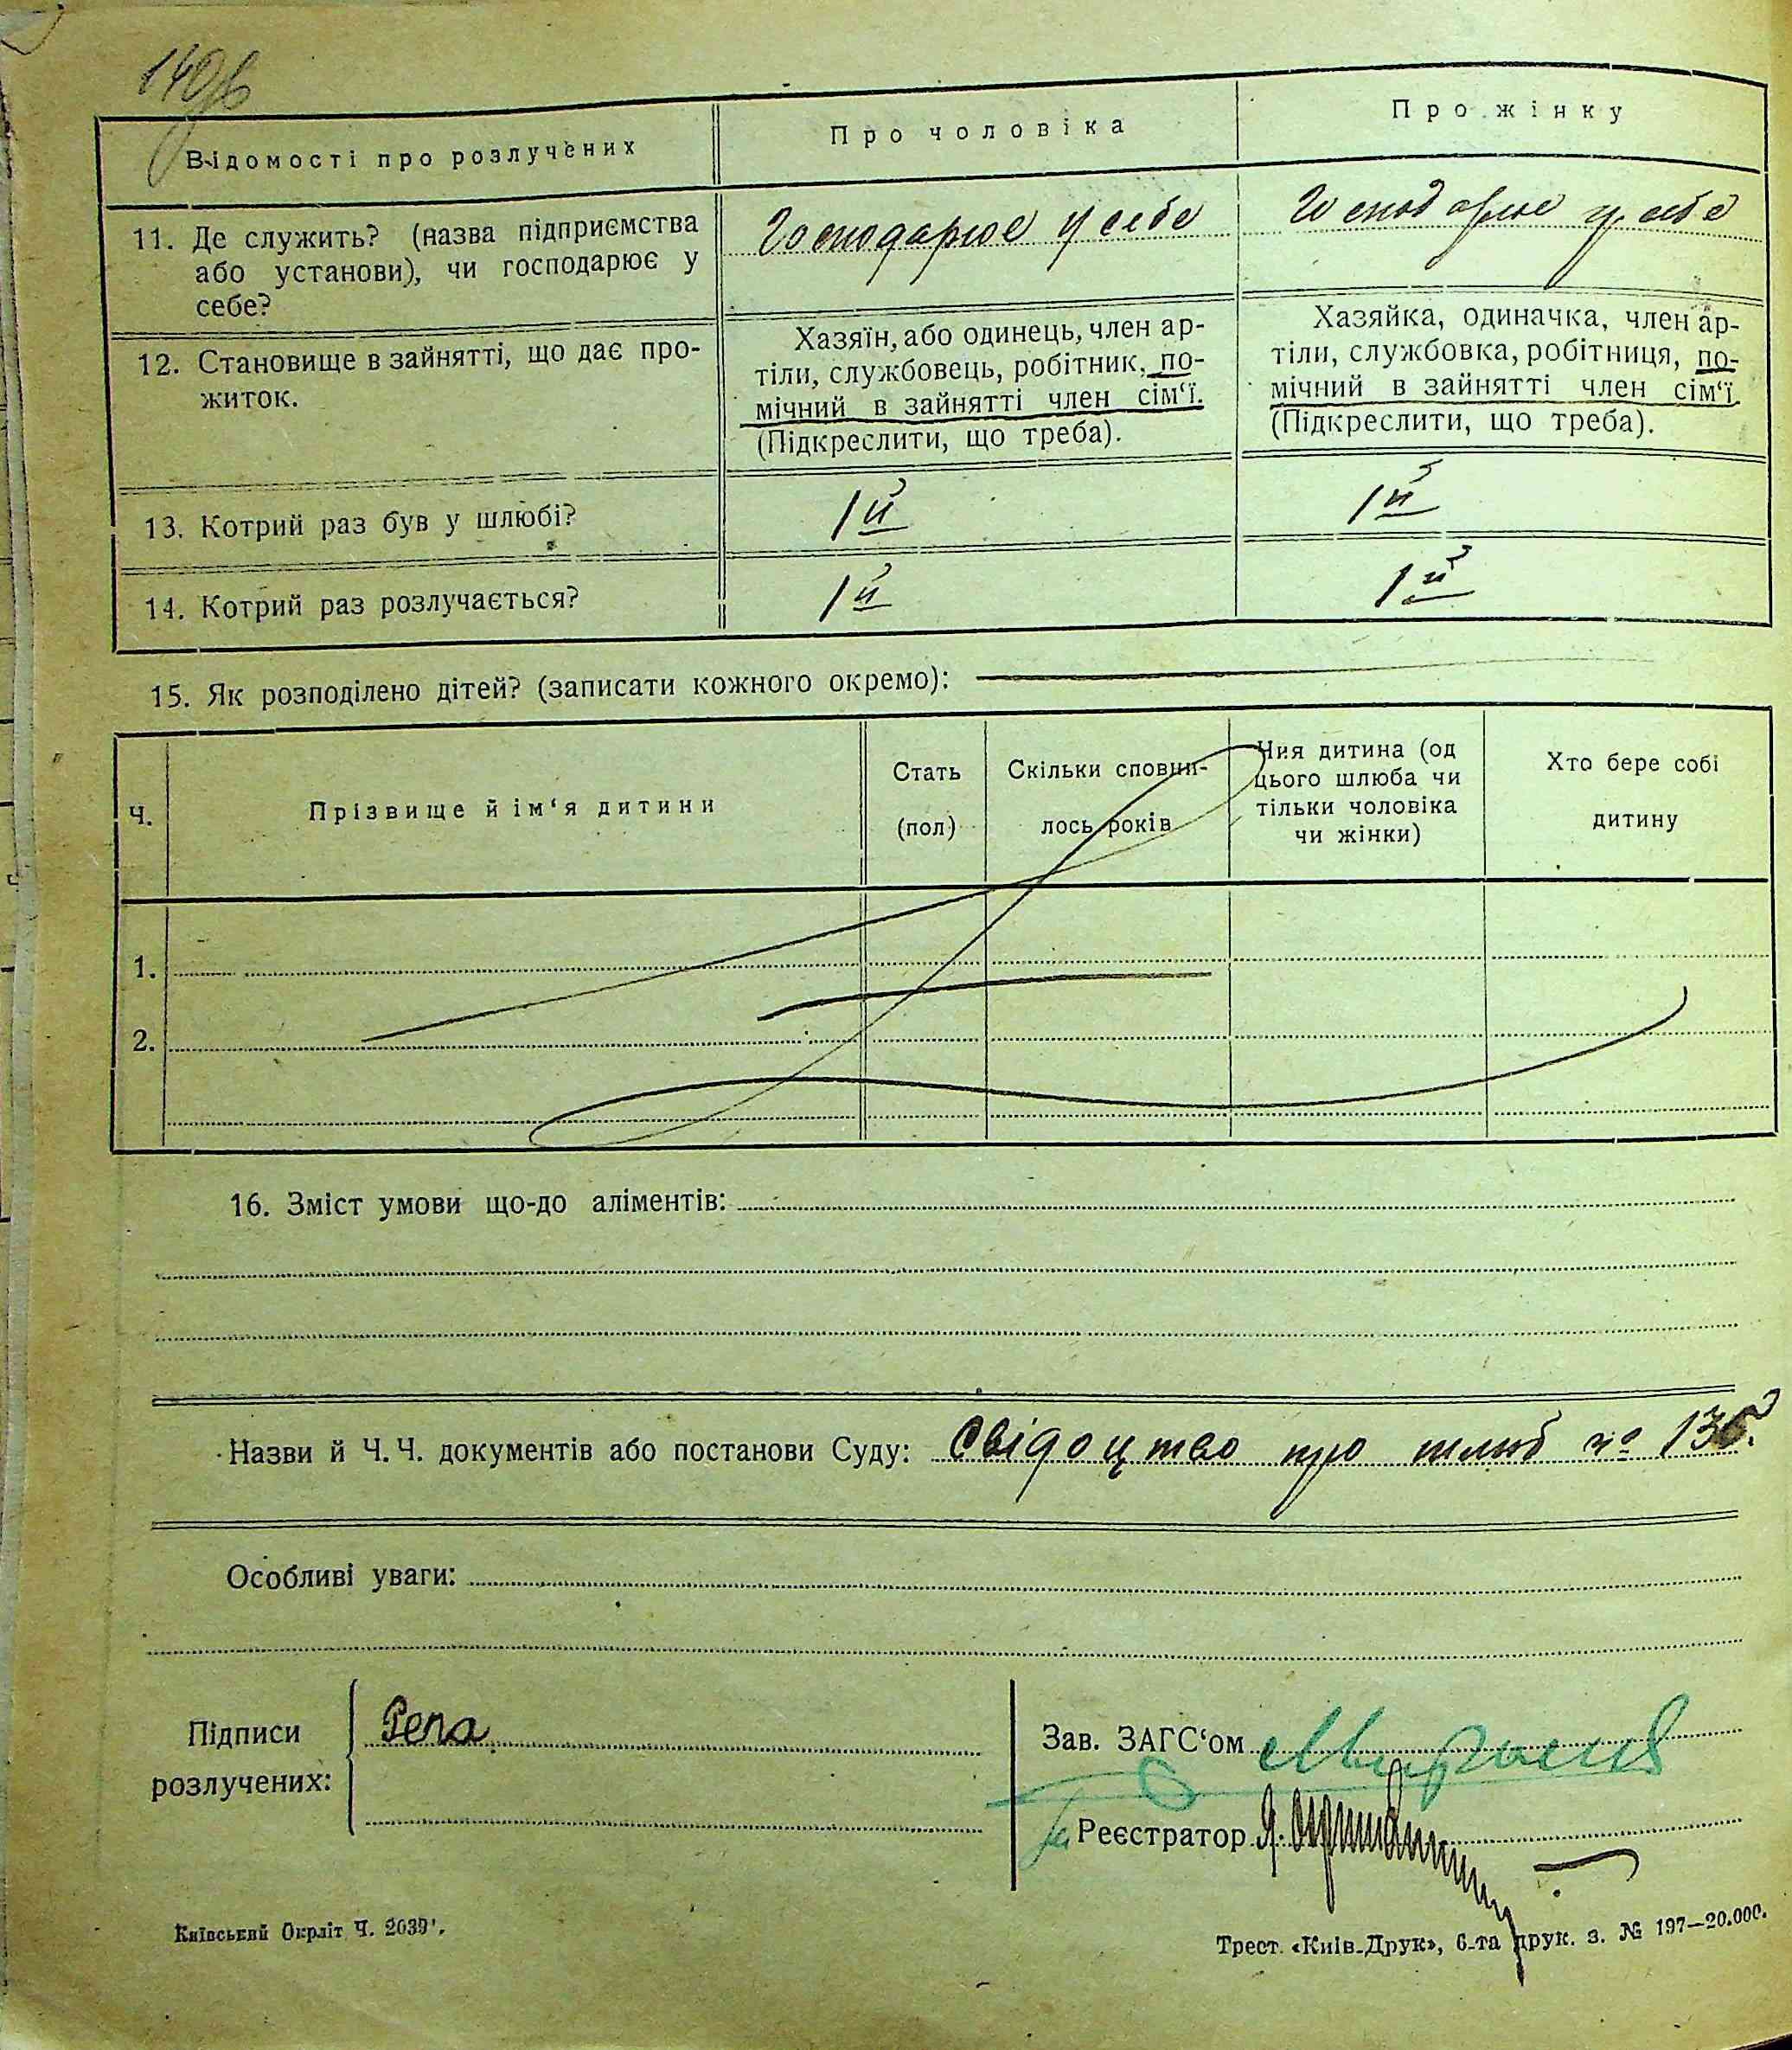 Відомості про розлучених
Про чоловіка
Про жінку
11. Де служить? (назва підприємства
або установи), чи господарює у
себе?
Господарює у себе
Господарює у себе
12. Становище в зайнятті, що дає про-
житок.
Хазяїн, або одинець, член ар-
тіли, службовець, робітник, по-
мічний в зайнятті член сім‘ї.
(Підкреслити, що треба).
Хазяйка, одиначка, член ар-
тіли, службовка, робітниця, по-
мічний в зайнятті член сім‘ї
(Підкреслити, що треба).
13. Котрий раз був у шлюбі?
1й
1й
14. Котрий раз розлучається?
1й
1й
15. Як розподілено дітей? (записати кожного окремо):
Ч.
Прізвище й ім‘я дитини
Стать
(пол)
Скільки сповни-
лось років
Чия дитина (од
цього шлюба чи
тільки чоловіка
чи жінки)
Хто бере собі
дитину
1.
2.
16. Зміст умови що-до аліментів:
Назви й Ч. Ч. документів або постанови Суду: Свідоцтво про шлюб №
Особливі уваги:
Підписи
розлучених:
Репа
Зав. ЗАГС‘ом
Реєстратор
Київський Окрліт Ч. 2039'.
Трест. «Київ-Друк», 6-та друк. з. № 197—20.000.